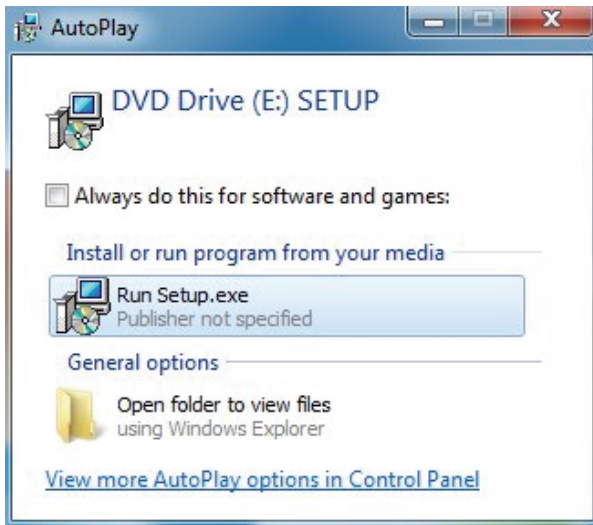 AutoPlay
DVD Drive (E:) SETUP
Always do this for software and games:
Install or run program from your media
Run Setup.exe
Publisher not specified
General options
Open folder to view files
using Windows Explorer
View more AutoPlay options in Control Panel